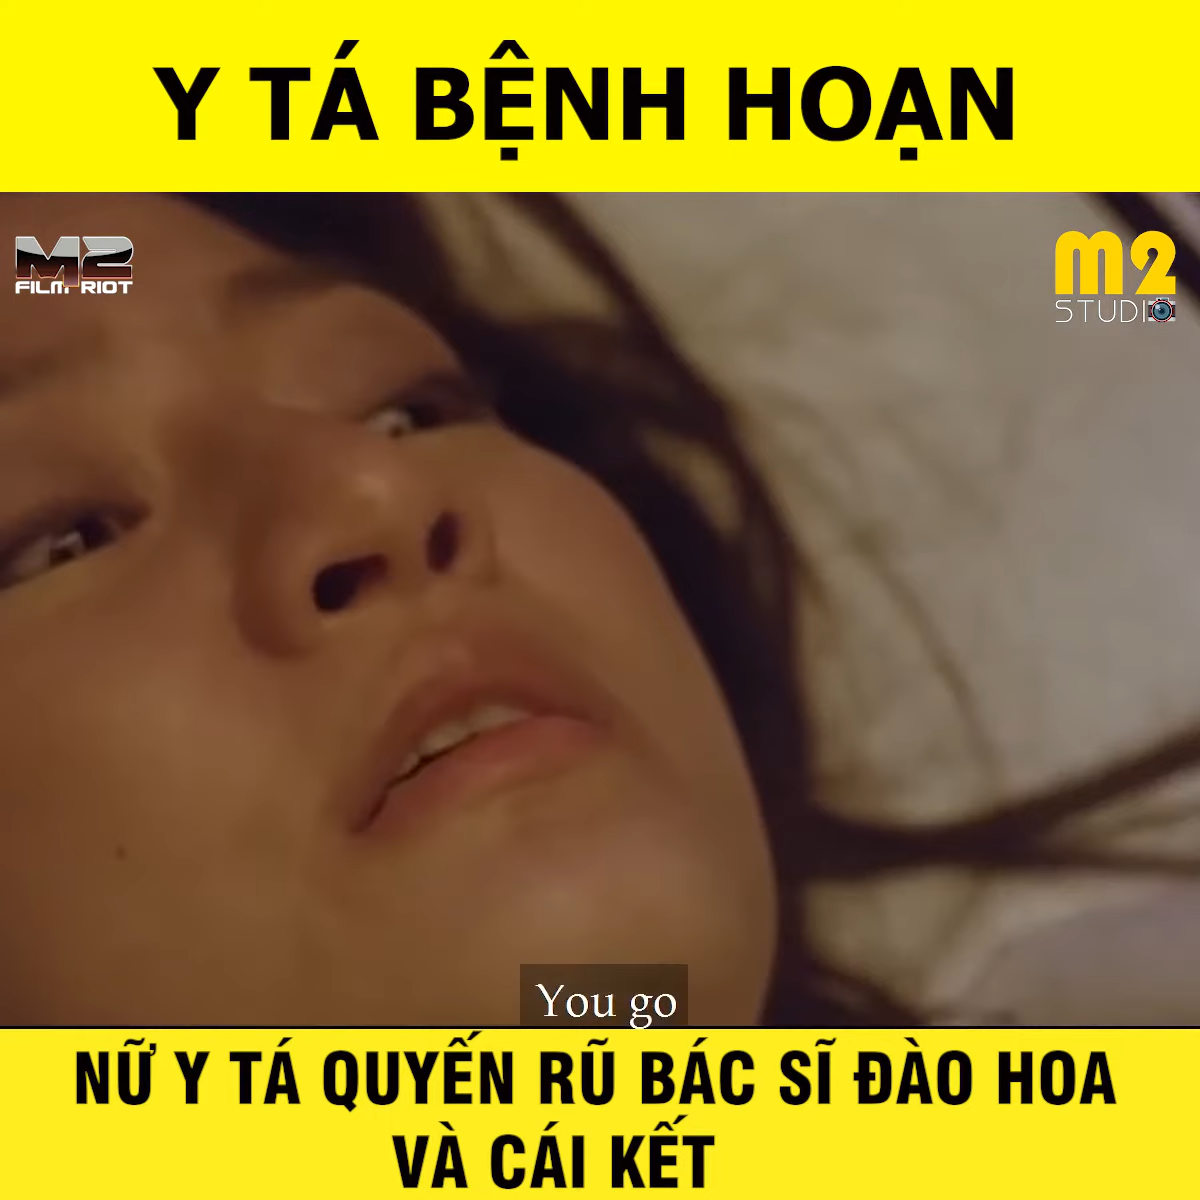 Y TÁ BỆNH HOẠN
M2
FILM RIOT
m2
STUDIO
You go
NỮ Y TÁ QUYẾN RŨ BÁC SĨ ĐÀO HOA
VÀ CÁI KẾT